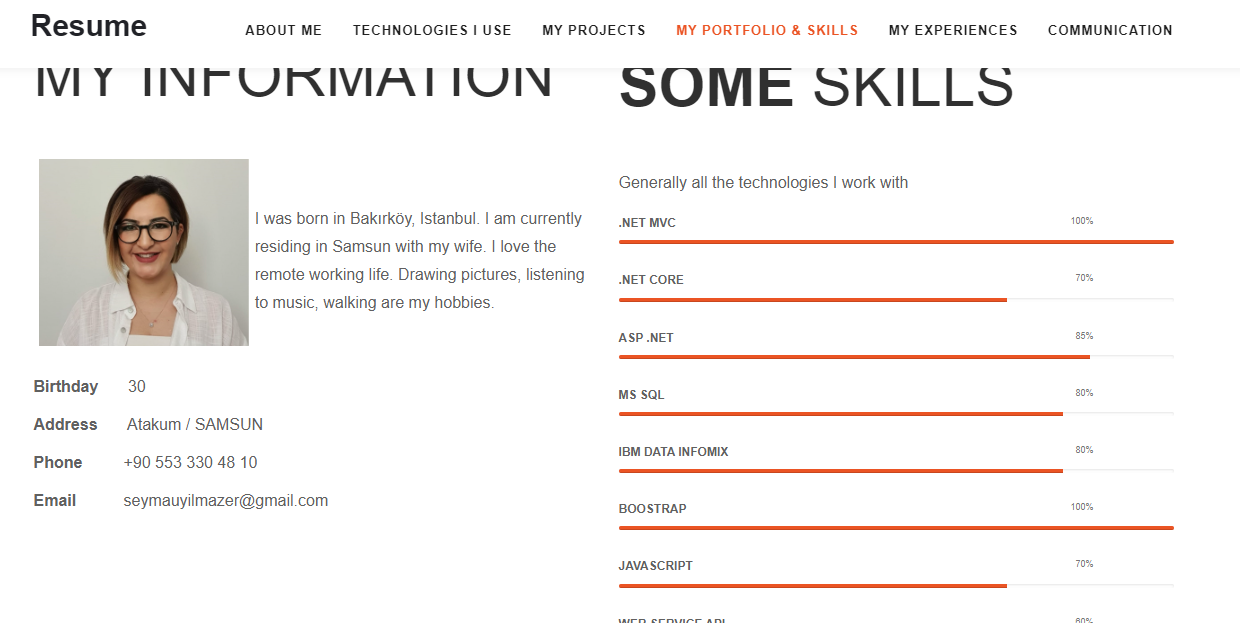 Resume
ABOUT ME
TECHNOLOGIES I USE
MY PROJECTS
MY PORTFOLIO & SKILLS
MY EXPERIENCES
COMMUNICATION
MY INFORMATION
I was born in Bakırköy, Istanbul. I am currently
residing in Samsun with my wife. I love the
remote working life. Drawing pictures, listening
to music, walking are my hobbies.
Birthday 30
Address Atakum / SAMSUN
Phone +90 553 330 48 10
Email seymauyilmazer@gmail.com
SOME SKILLS
Generally all the technologies I work with
.NET MVC 100%
.NET CORE 70%
ASP .NET 85%
MS SQL 80%
IBM DATA INFOMIX 80%
BOOSTRAP 100%
JAVASCRIPT 70%
WEB SERVICE API 60%